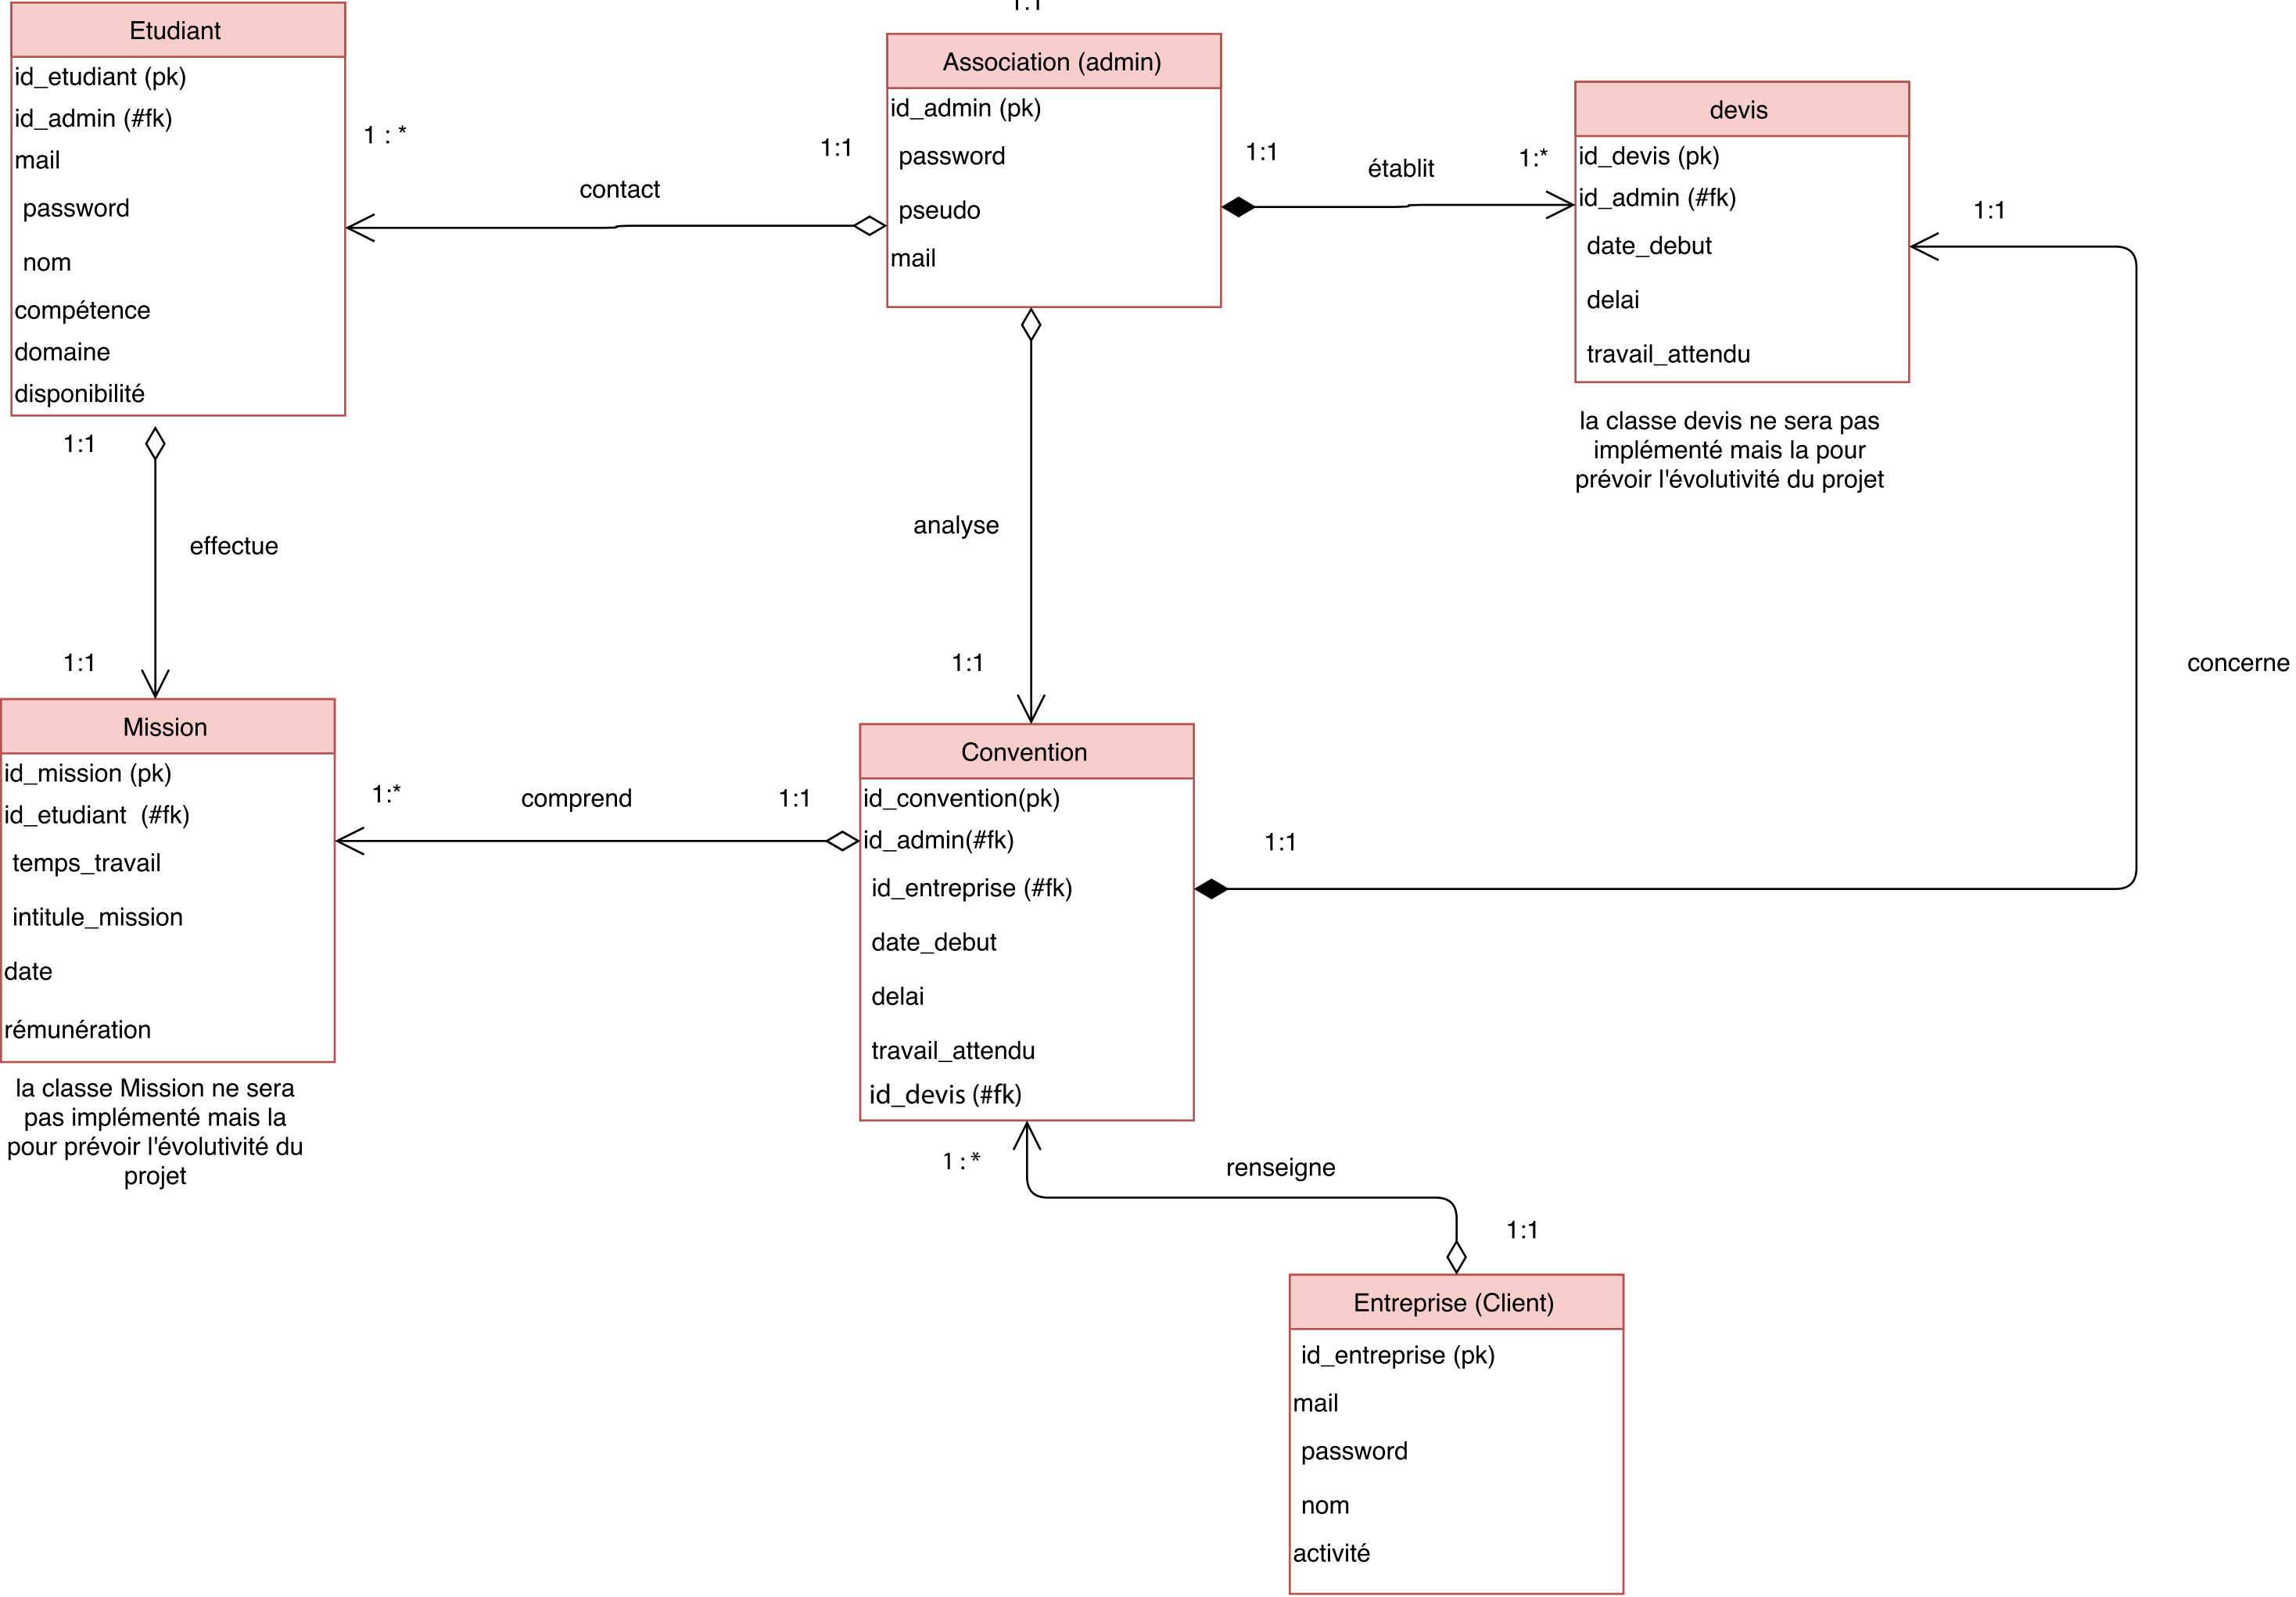 1:1
Etudiant
id_etudiant (pk)
id_admin (#fk)
mail
password
nom
compétence
domaine
disponibilité
1 : *
contact
1:1
Association (admin)
id_admin (pk)
password
pseudo
mail
1:1
établit
1:*
devis
id_devis (pk)
id_admin (#fk)
date_debut
delai
travail_attendu
1:1
la classe devis ne sera pas
implémenté mais la pour
prévoir l'évolutivité du projet
1:1
effectue
1:1
analyse
1:1
concerne
Mission
id_mission (pk)
id_etudiant (#fk)
temps_travail
intitule_mission
date
rémunération
la classe Mission ne sera
pas implémenté mais la
pour prévoir l'évolutivité du
projet
1:*
comprend
1:1
Convention
id_convention(pk)
id_admin(#fk)
id_entreprise (#fk)
date_debut
delai
travail_attendu
id_devis (#fk)
1:1
1 : *
renseigne
1:1
Entreprise (Client)
id_entreprise (pk)
mail
password
nom
activité